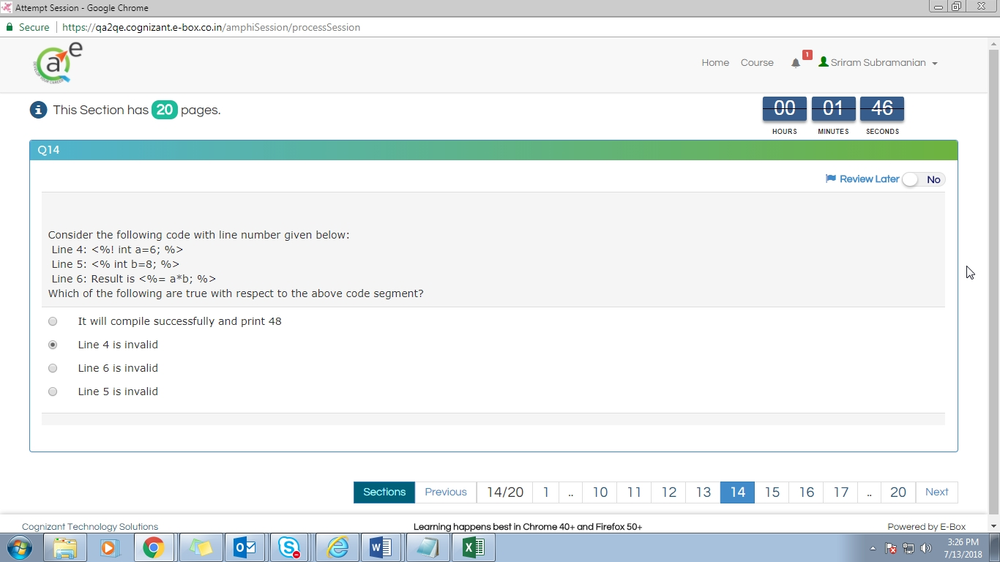 Attempt Session - Google Chrome
Secure https://qa2qe.cognizant.e-box.co.in/amphiSession/processSession
a e
Home Course 1 Sriram Subramanian
This Section has 20 pages.
00 01 46
HOURS MINUTES SECONDS
Q14
Review Later No
Consider the following code with line number given below:
Line 4: <%! int a=6; %>
Line 5: <% int b=8; %>
Line 6: Result is <%= a*b; %>
Which of the following are true with respect to the above code segment?
It will compile successfully and print 48
Line 4 is invalid
Line 6 is invalid
Line 5 is invalid
Sections Previous 14/20 1 .. 10 11 12 13 14 15 16 17 .. 20 Next
Cognizant Technology Solutions Learning happens best in Chrome 40+ and Firefox 50+ Powered by E-Box
3:26 PM
7/13/2018